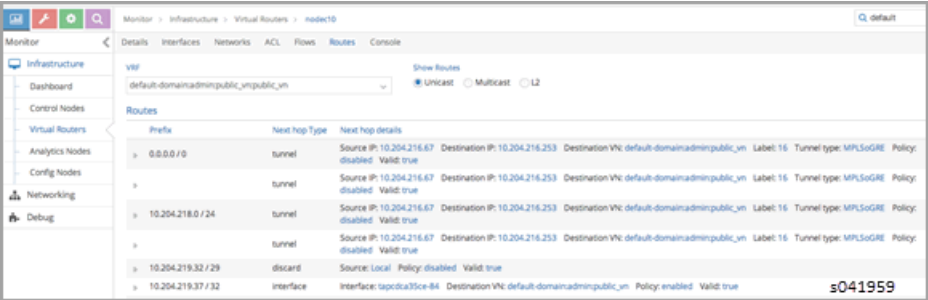 Monitor > Infrastructure > Virtual Routers > nodec10
default
Monitor
Details Interfaces Networks ACL Flows Routes Console
Infrastructure
Dashboard
Control Nodes
Virtual Routers
Analytics Nodes
Config Nodes
Networking
Debug
VRF
Show Routes
default-domain:admin:public_vn:public_vn
Unicast Multicast L2
Routes
Prefix Next hop Type Next hop details
0.0.0.0 / 0 tunnel Source IP: 10.204.216.67 Destination IP: 10.204.216.253 Destination VN: default-domain:admin:public_vn Label: 16 Tunnel type: MPLSoGRE Policy:
disabled Valid: true
tunnel Source IP: 10.204.216.67 Destination IP: 10.204.216.253 Destination VN: default-domain:admin:public_vn Label: 16 Tunnel type: MPLSoGRE Policy:
disabled Valid: true
10.204.218.0 / 24 tunnel Source IP: 10.204.216.67 Destination IP: 10.204.216.253 Destination VN: default-domain:admin:public_vn Label: 16 Tunnel type: MPLSoGRE Policy:
disabled Valid: true
tunnel Source IP: 10.204.216.67 Destination IP: 10.204.216.253 Destination VN: default-domain:admin:public_vn Label: 16 Tunnel type: MPLSoGRE Policy:
disabled Valid: true
10.204.219.32 / 29 discard Source: Local Policy: disabled Valid: true
10.204.219.37 / 32 interface Interface: tapcdca35ce-84 Destination VN: default-domain:admin:public_vn Policy: enabled Valid: true
s041959